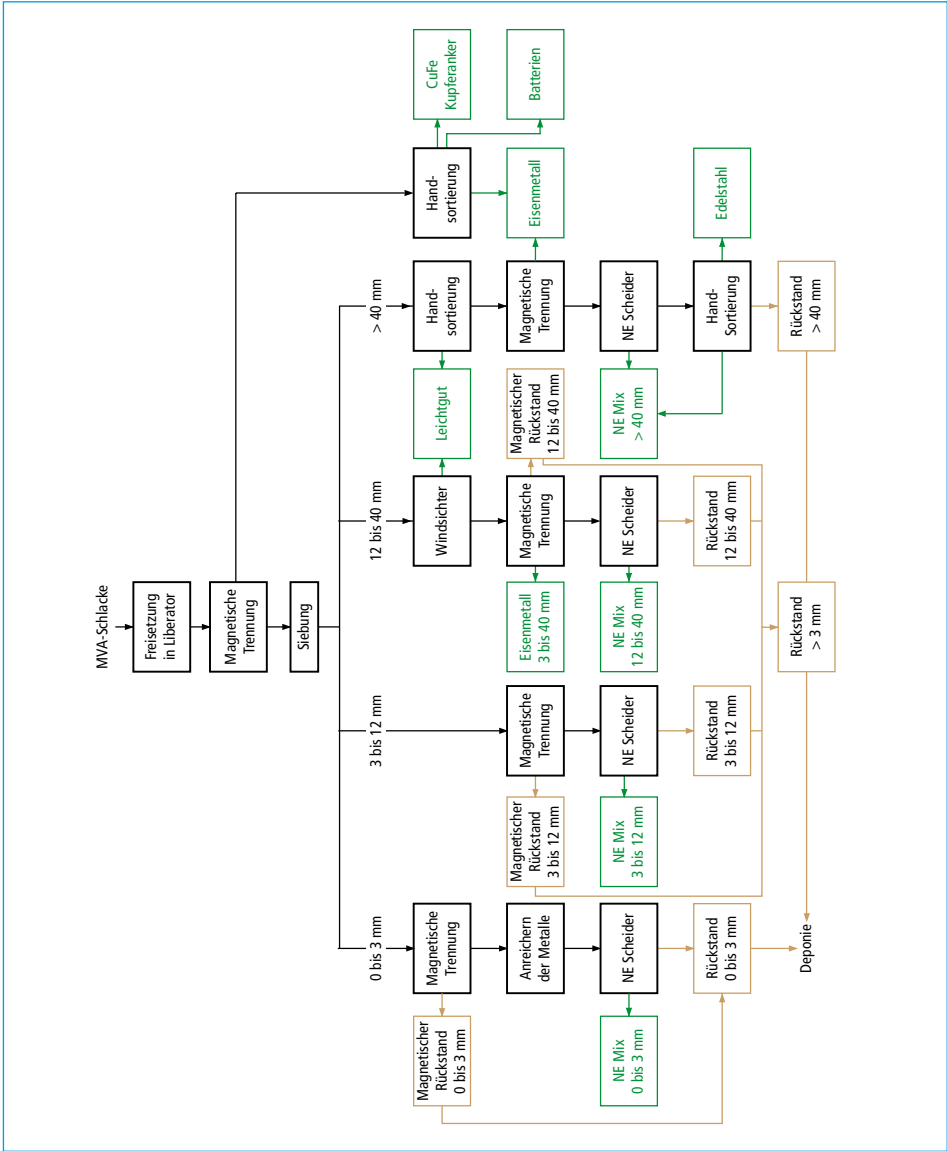 MVA-Schlacke
Freisetzung
in Liberator
Magnetische
Trennung
Siebung
0 bis 3 mm
3 bis 12 mm
12 bis 40 mm
> 40 mm
Magnetischer
Rückstand
0 bis 3 mm
Magnetische
Trennung
Windsichter
Leichtgut
Hand-
sortierung
Hand-
sortierung
CuFe
Kupferanker
Anreichern
der Metalle
Magnetischer
Rückstand
3 bis 12 mm
Magnetische
Trennung
Eisenmetall
3 bis 40 mm
Magnetische
Trennung
Magnetischer
Rückstand
12 bis 40 mm
Magnetische
Trennung
Eisenmetall
Batterien
NE Mix
0 bis 3 mm
NE Scheider
NE Mix
3 bis 12 mm
NE Scheider
NE Mix
12 bis 40 mm
NE Scheider
NE Mix
> 40 mm
NE Scheider
Rückstand
0 bis 3 mm
Rückstand
3 bis 12 mm
Rückstand
12 bis 40 mm
Hand-
Sortierung
Edelstahl
Deponie
Rückstand
> 3 mm
Rückstand
> 40 mm